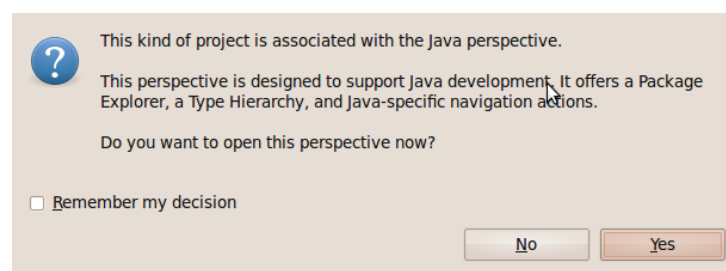 This kind of project is associated with the Java perspective.
This perspective is designed to support Java development. It offers a Package
Explorer, a Type Hierarchy, and Java-specific navigation actions.
Do you want to open this perspective now?
Remember my decision
No
Yes